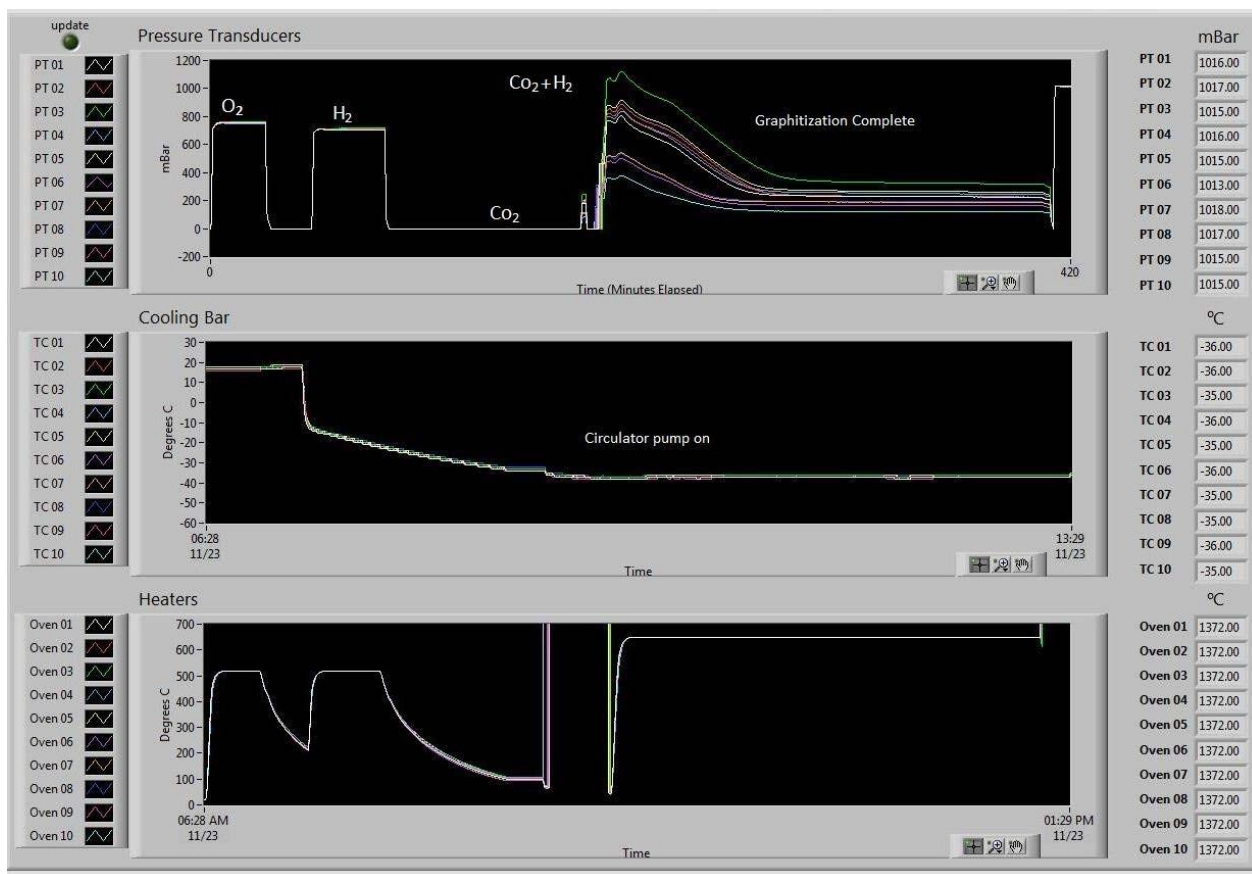 update
Pressure Transducers
mBar
PT 01
PT 02
PT 03
PT 04
PT 05
PT 06
PT 07
PT 08
PT 09
PT 10
mBar
1200
1000
800
600
400
200
0
-200
O₂
H₂
Co₂
Co₂+H₂
Graphitization Complete
0
420
Time (Minutes Elapsed)
PT 01 1016.00
PT 02 1017.00
PT 03 1015.00
PT 04 1016.00
PT 05 1015.00
PT 06 1013.00
PT 07 1018.00
PT 08 1017.00
PT 09 1015.00
PT 10 1015.00
Cooling Bar
ºC
TC 01
TC 02
TC 03
TC 04
TC 05
TC 06
TC 07
TC 08
TC 09
TC 10
Degrees C
30
20
10
0
-10
-20
-30
-40
-50
-60
Circulator pump on
06:28
11/23
13:29
11/23
Time
TC 01 -36.00
TC 02 -36.00
TC 03 -35.00
TC 04 -36.00
TC 05 -35.00
TC 06 -36.00
TC 07 -35.00
TC 08 -35.00
TC 09 -36.00
TC 10 -35.00
Heaters
ºC
Oven 01
Oven 02
Oven 03
Oven 04
Oven 05
Oven 06
Oven 07
Oven 08
Oven 09
Oven 10
Degrees C
700
600
500
400
300
200
100
0
06:28 AM
11/23
01:29 PM
11/23
Time
Oven 01 1372.00
Oven 02 1372.00
Oven 03 1372.00
Oven 04 1372.00
Oven 05 1372.00
Oven 06 1372.00
Oven 07 1372.00
Oven 08 1372.00
Oven 09 1372.00
Oven 10 1372.00